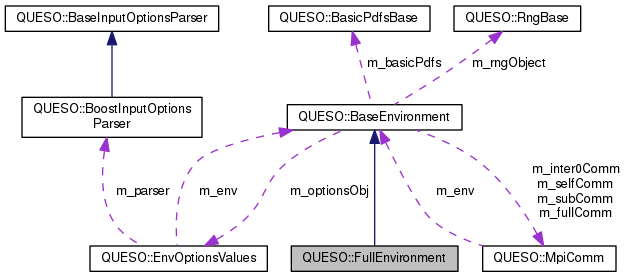 QUESO::BaseInputOptionsParser
QUESO::BasicPdfsBase
QUESO::RngBase
m_basicPdfs
m_rngObject
QUESO::BoostInputOptions
Parser
QUESO::BaseEnvironment
m_parser
m_env
m_optionsObj
m_env
m_inter0Comm
m_selfComm
m_subComm
m_fullComm
QUESO::EnvOptionsValues
QUESO::FullEnvironment
QUESO::MpiComm